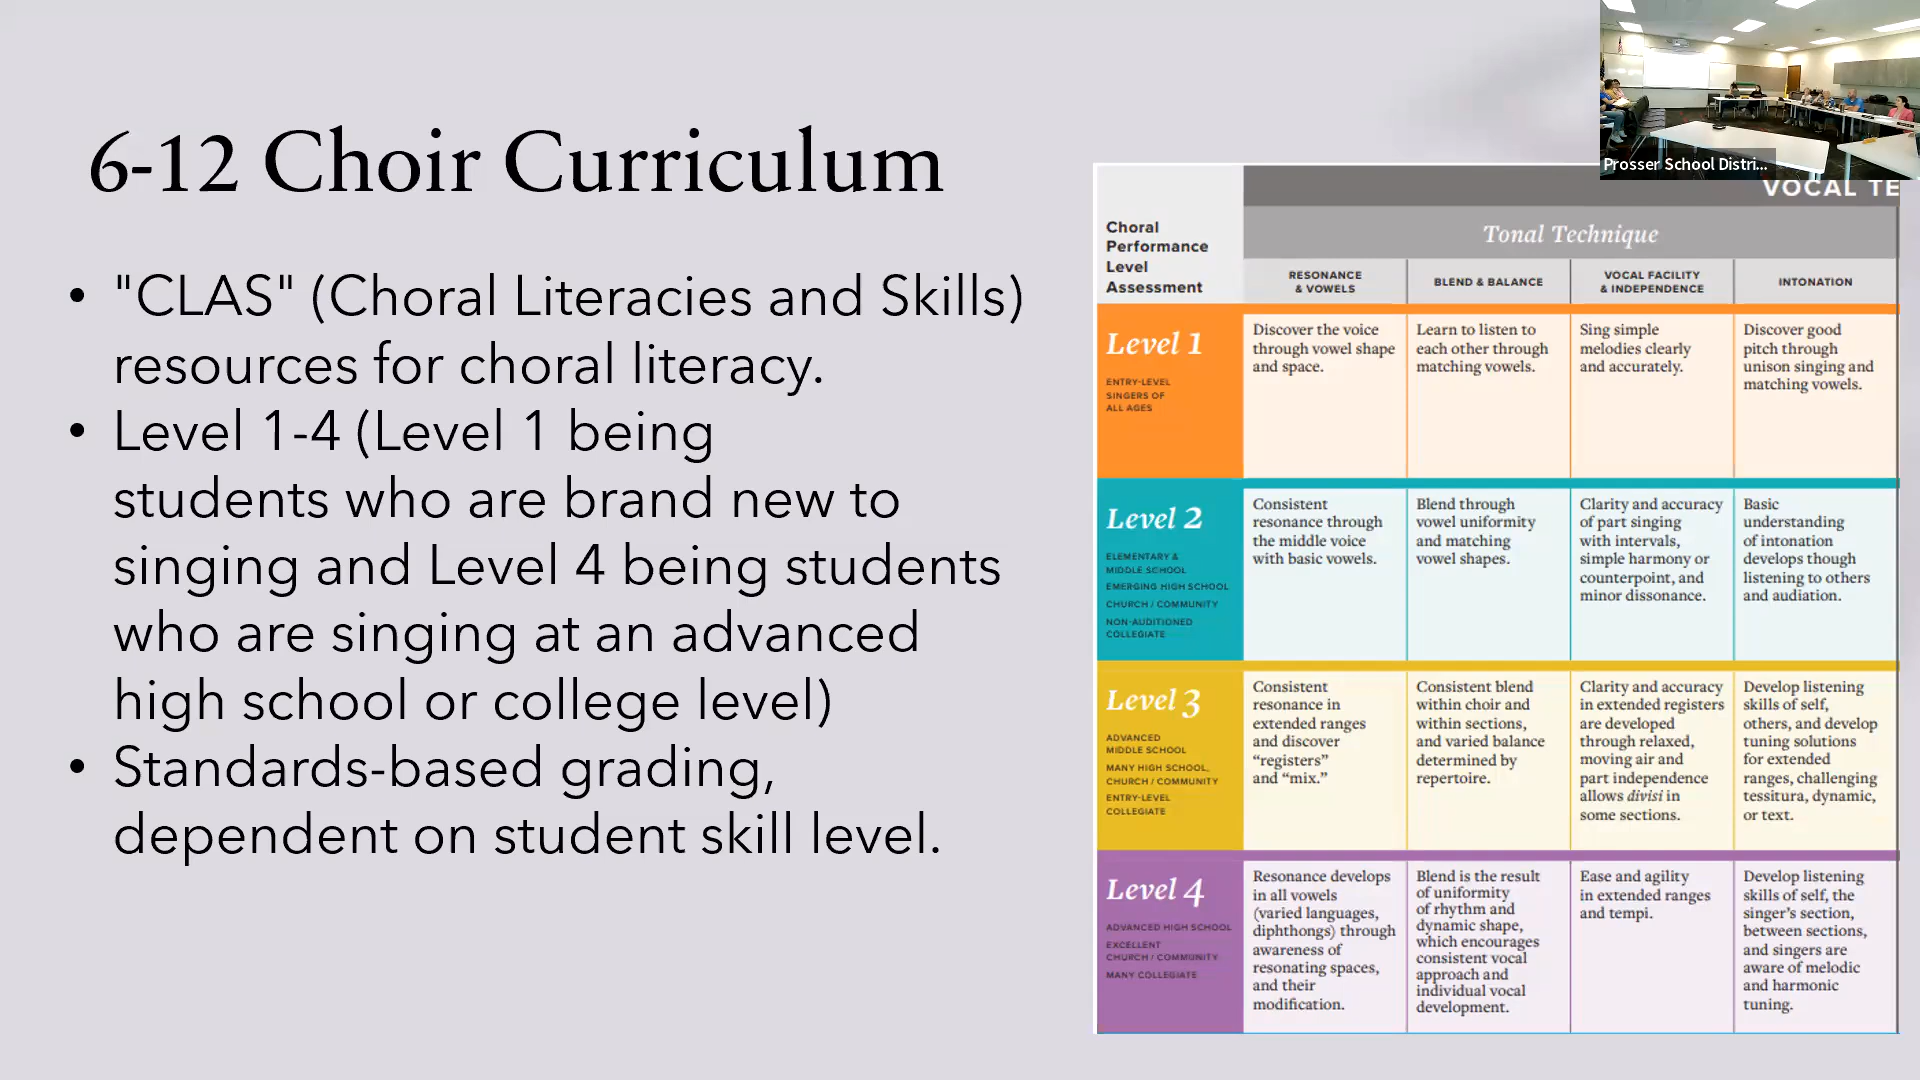 6-12 Choir Curriculum
• "CLAS" (Choral Literacies and Skills)
resources for choral literacy.
• Level 1-4 (Level 1 being
students who are brand new to
singing and Level 4 being students
who are singing at an advanced
high school or college level)
• Standards-based grading,
dependent on student skill level.
Prosser School Distri...
VOCAL TE
Choral
Performance
Level
Assessment
Tonal Technique
RESONANCE
& VOWELS
BLEND & BALANCE
VOCAL FACILITY
& INDEPENDENCE
INTONATION
Level 1
ENTRY-LEVEL
SINGERS OF
ALL AGES
Discover the voice
through vowel shape
and space.
Learn to listen to
each other through
matching vowels.
Sing simple
melodies clearly
and accurately.
Discover good
pitch through
unison singing and
matching vowels.
Level 2
ELEMENTARY &
MIDDLE SCHOOL
EMERGING HIGH SCHOOL
CHURCH / COMMUNITY
NON-AUDITIONED
COLLEGIATE
Consistent
resonance through
the middle voice
with basic vowels.
Blend through
vowel uniformity
and matching
vowel shapes.
Clarity and accuracy
of part singing
with intervals,
simple harmony or
counterpoint, and
minor dissonance.
Basic
understanding
of intonation
develops though
listening to others
and audiation.
Level 3
ADVANCED
MIDDLE SCHOOL
MANY HIGH SCHOOL,
CHURCH / COMMUNITY
ENTRY-LEVEL
COLLEGIATE
Consistent
resonance in
extended ranges
and discover
“registers”
and “mix.”
Consistent blend
within choir and
within sections,
and varied balance
determined by
repertoire.
Clarity and accuracy
in extended registers
are developed
through relaxed,
moving air and
part independence
allows divisi in
some sections.
Develop listening
skills of self,
others, and develop
tuning solutions
for extended
ranges, challenging
tessitura, dynamic,
or text.
Level 4
ADVANCED HIGH SCHOOL
EXCELLENT
CHURCH / COMMUNITY
MANY COLLEGIATE
Resonance develops
in all vowels
(varied languages,
diphthongs) through
awareness of
resonating spaces,
and their
modification.
Blend is the result
of uniformity
of rhythm and
dynamic shape,
which encourages
consistent vocal
approach and
individual vocal
development.
Ease and agility
in extended ranges
and tempi.
Develop listening
skills of self, the
singer’s section,
between sections,
and singers are
aware of melodic
and harmonic
tuning.